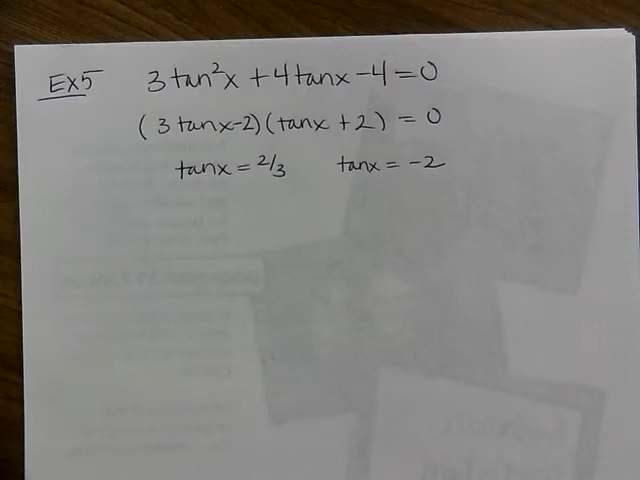 Ex5 3tan²x + 4tanx - 4 = 0
(3tanx-2)(tanx + 2) = 0
tanx = 2/3 tanx = -2